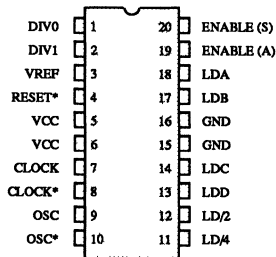 DIV0 1 20 ENABLE (S)
DIV1 2 19 ENABLE (A)
VREF 3 18 LDA
RESET* 4 17 LDB
VCC 5 16 GND
VCC 6 15 GND
CLOCK 7 14 LDC
CLOCK* 8 13 LDD
OSC 9 12 LD/2
OSC* 10 11 LD/4